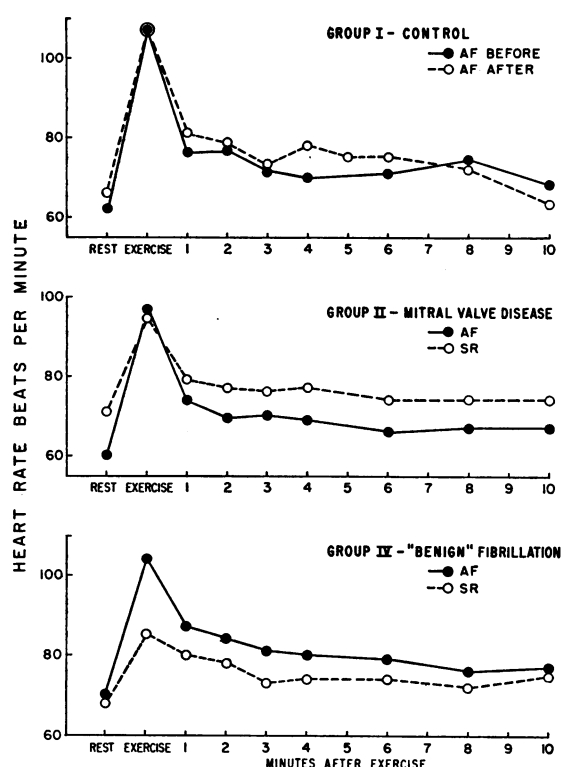 HEART RATE BEATS PER MINUTE
GROUP I - CONTROL
AF BEFORE
AF AFTER
100
80
60
REST EXERCISE 1 2 3 4 5 6 7 8 9 10
GROUP II - MITRAL VALVE DISEASE
AF
SR
100
80
60
REST EXERCISE 1 2 3 4 5 6 7 8 9 10
GROUP IV - "BENIGN" FIBRILLATION
AF
SR
100
80
60
REST EXERCISE 1 2 3 4 5 6 7 8 9 10
MINUTES AFTER EXERCISE